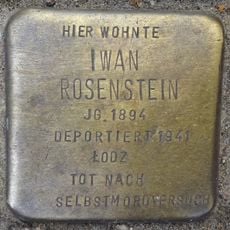 HIER WOHNTE
IWAN
ROSENSTEIN
JG. 1894
DEPORTIERT 1941
ŁODZ
TOT NACH
SELBSTMORDVERSUCH